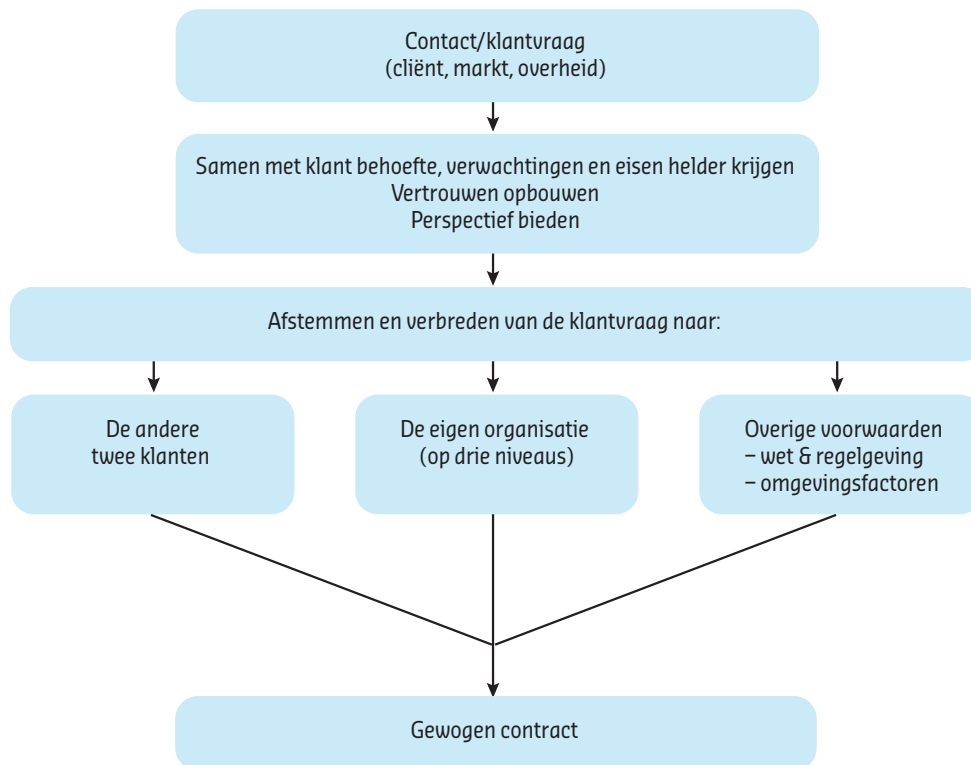 Contact/klantvraag
(cliënt, markt, overheid)
Samen met klant behoefte, verwachtingen en eisen helder krijgen
Vertrouwen opbouwen
Perspectief bieden
Afstemmen en verbreden van de klantvraag naar:
De andere
twee klanten
De eigen organisatie
(op drie niveaus)
Overige voorwaarden
– wet & regelgeving
– omgevingsfactoren
Gewogen contract